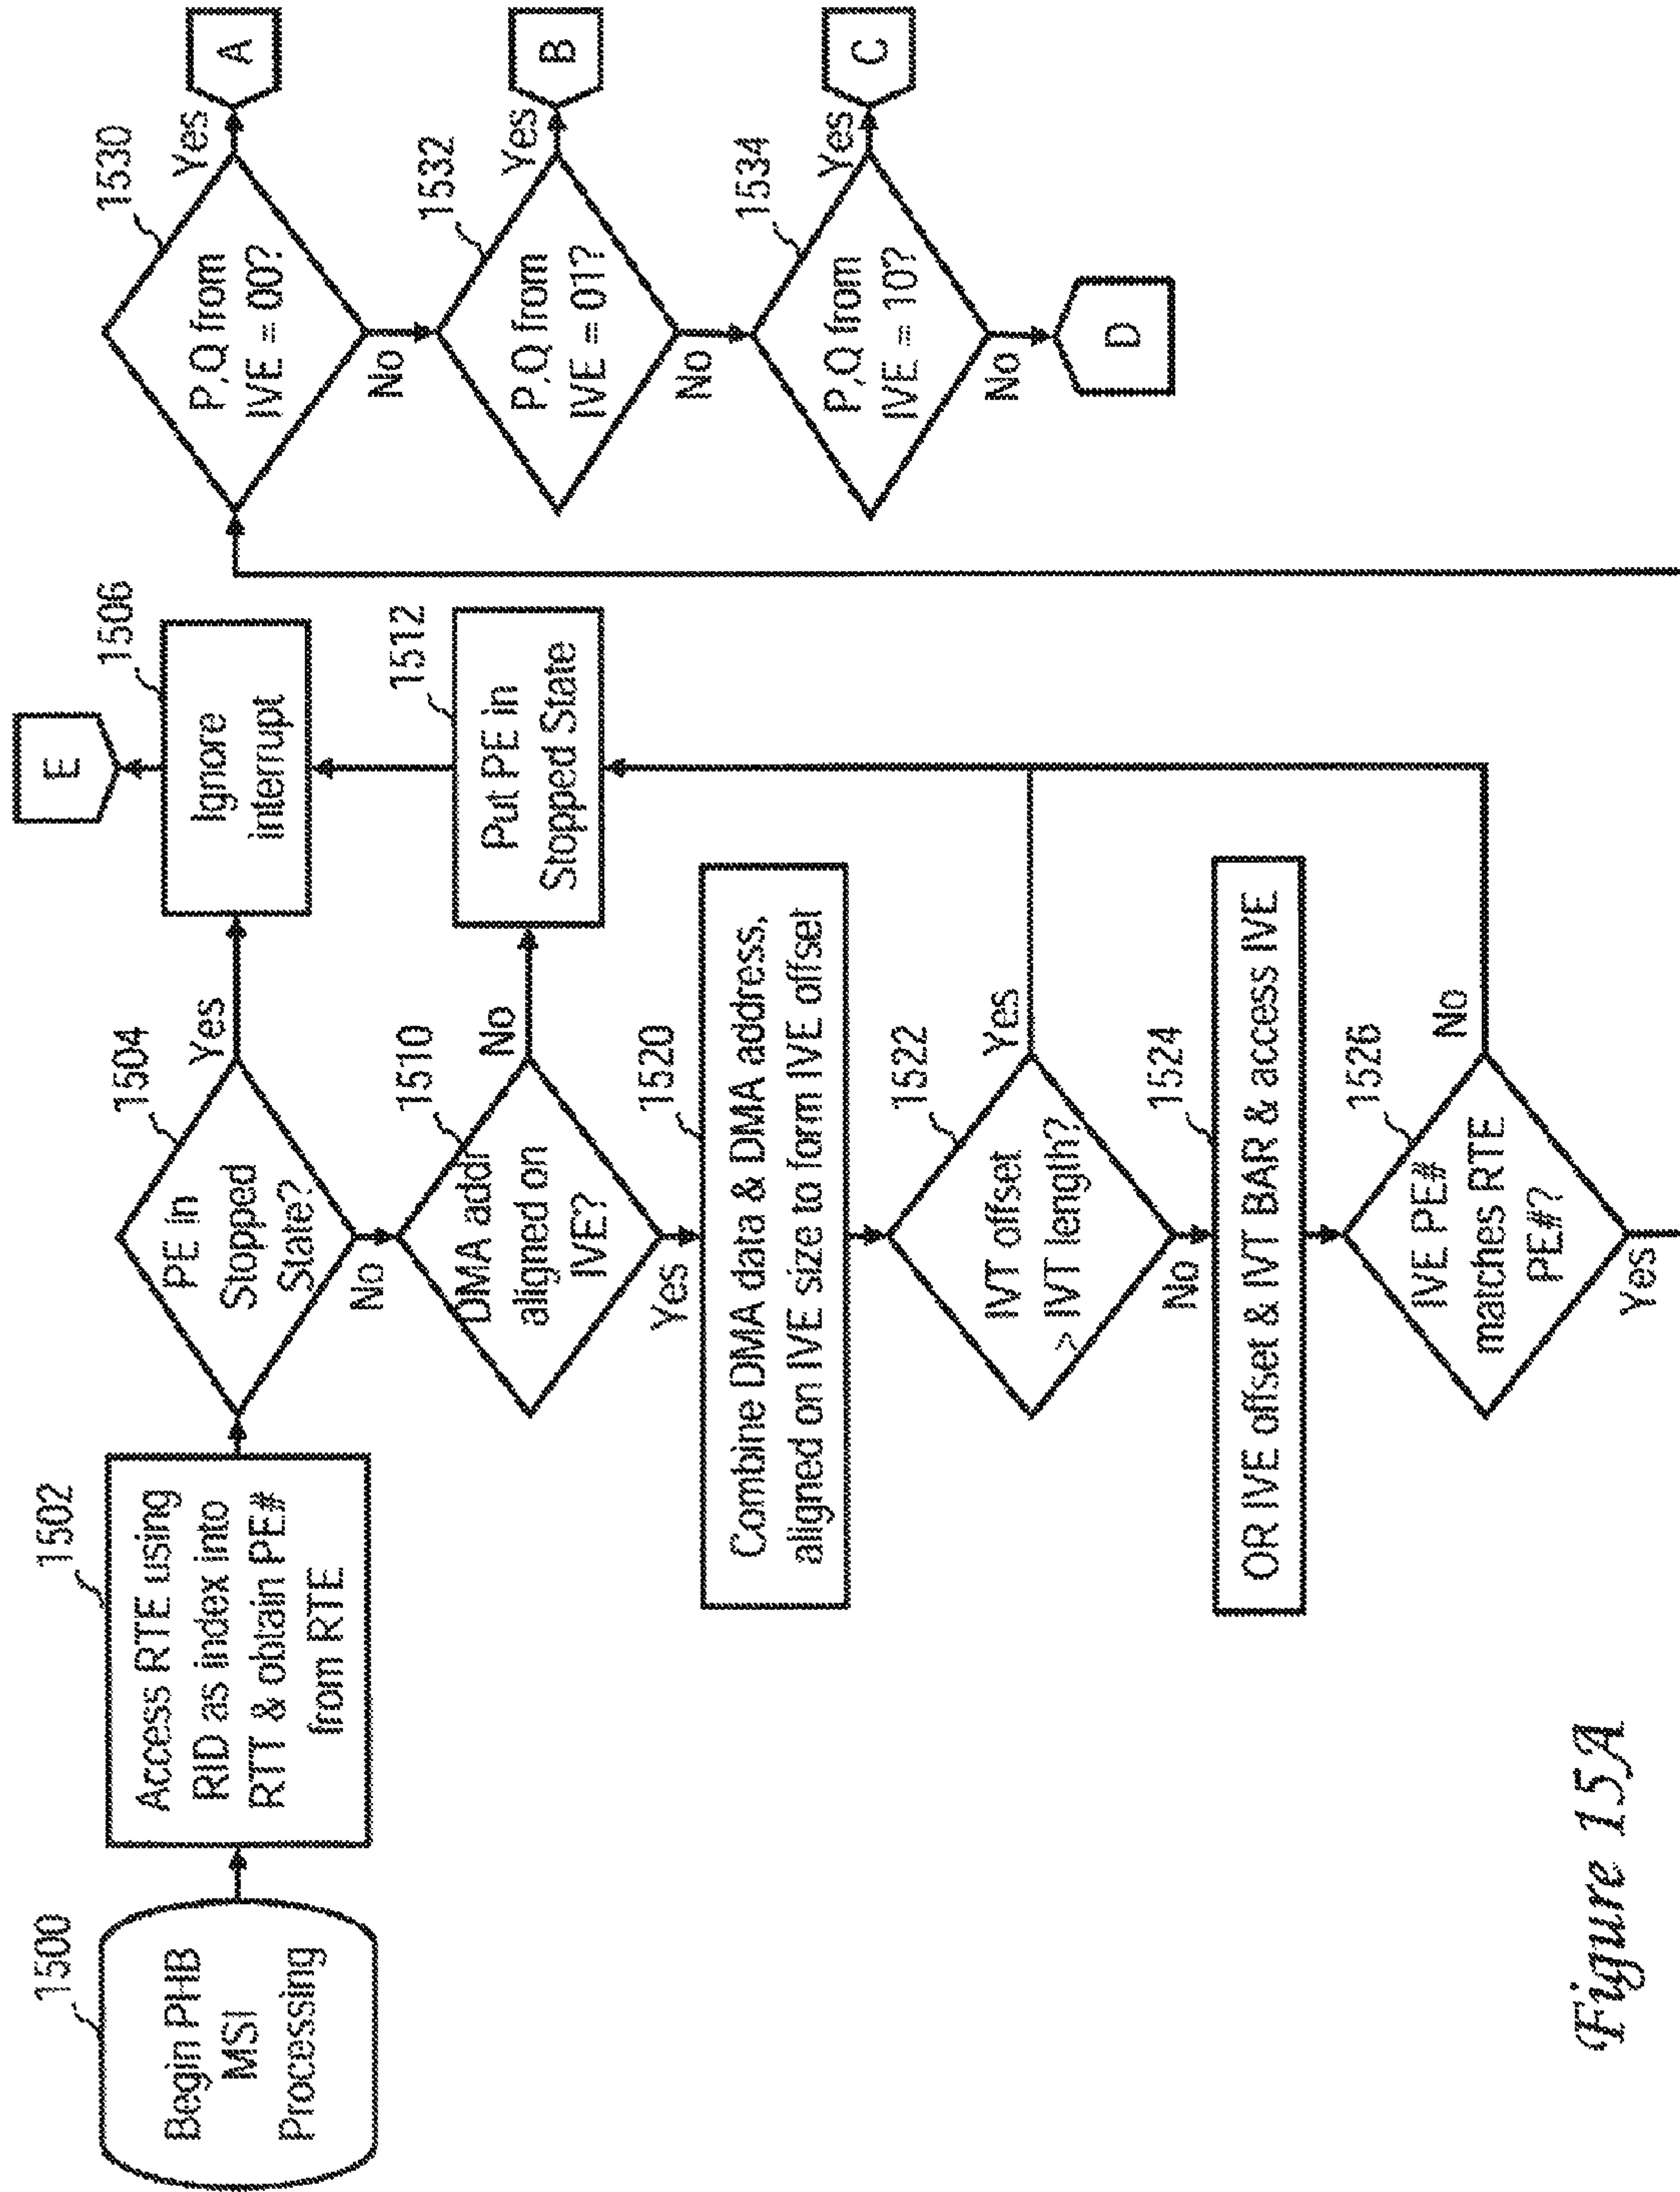 1500
Begin PHB
MSI
Processing
1502
Access RTE using
RID as index into
RTT & obtain PE#
from RTE
1504
PE in
Stopped
State?
Yes
No
1506
Ignore
interrupt
E
1510
DMA addr
aligned on
IVE?
No
Yes
1512
Put PE in
Stopped State
1520
Combine DMA data & DMA address,
aligned on IVE size to form IVE offset
1522
IVT offset
> IVT length?
Yes
No
1524
OR IVE offset & IVT BAR & access IVE
1526
IVE PE#
matches RTE
PE#?
No
Yes
1530
P,Q from
IVE = 00?
Yes
A
No
1532
P,Q from
IVE = 01?
Yes
B
No
1534
P,Q from
IVE = 10?
Yes
C
No
D
Figure 15A